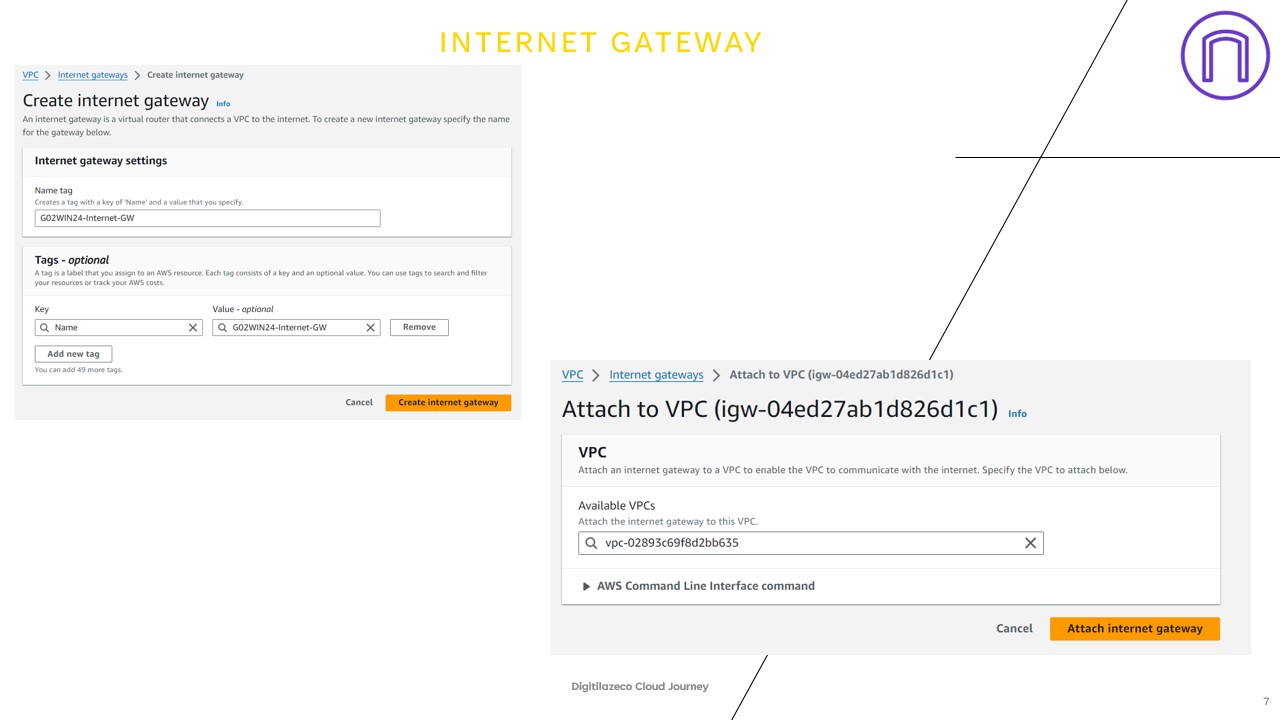 INTERNET GATEWAY
VPC > Internet gateways > Create internet gateway
Create internet gateway Info
An internet gateway is a virtual router that connects a VPC to the internet. To create a new internet gateway specify the name
for the gateway below.
Internet gateway settings
Name tag
Creates a tag with a key of 'Name' and a value that you specify.
G02WIN24-Internet-GW
Tags - optional
A tag is a label that you assign to an AWS resource. Each tag consists of a key and an optional value. You can use tags to search and filter
your resources or track your AWS costs.
Key Value - optional
Name G02WIN24-Internet-GW Remove
Add new tag
You can add 49 more tags.
Cancel Create internet gateway
VPC > Internet gateways > Attach to VPC (igw-04ed27ab1d826d1c1)
Attach to VPC (igw-04ed27ab1d826d1c1) Info
VPC
Attach an internet gateway to a VPC to enable the VPC to communicate with the internet. Specify the VPC to attach below.
Available VPCs
Attach the internet gateway to this VPC.
vpc-02893c69f8d2bb635
AWS Command Line Interface command
Cancel Attach internet gateway
Digitilazeco Cloud Journey
7